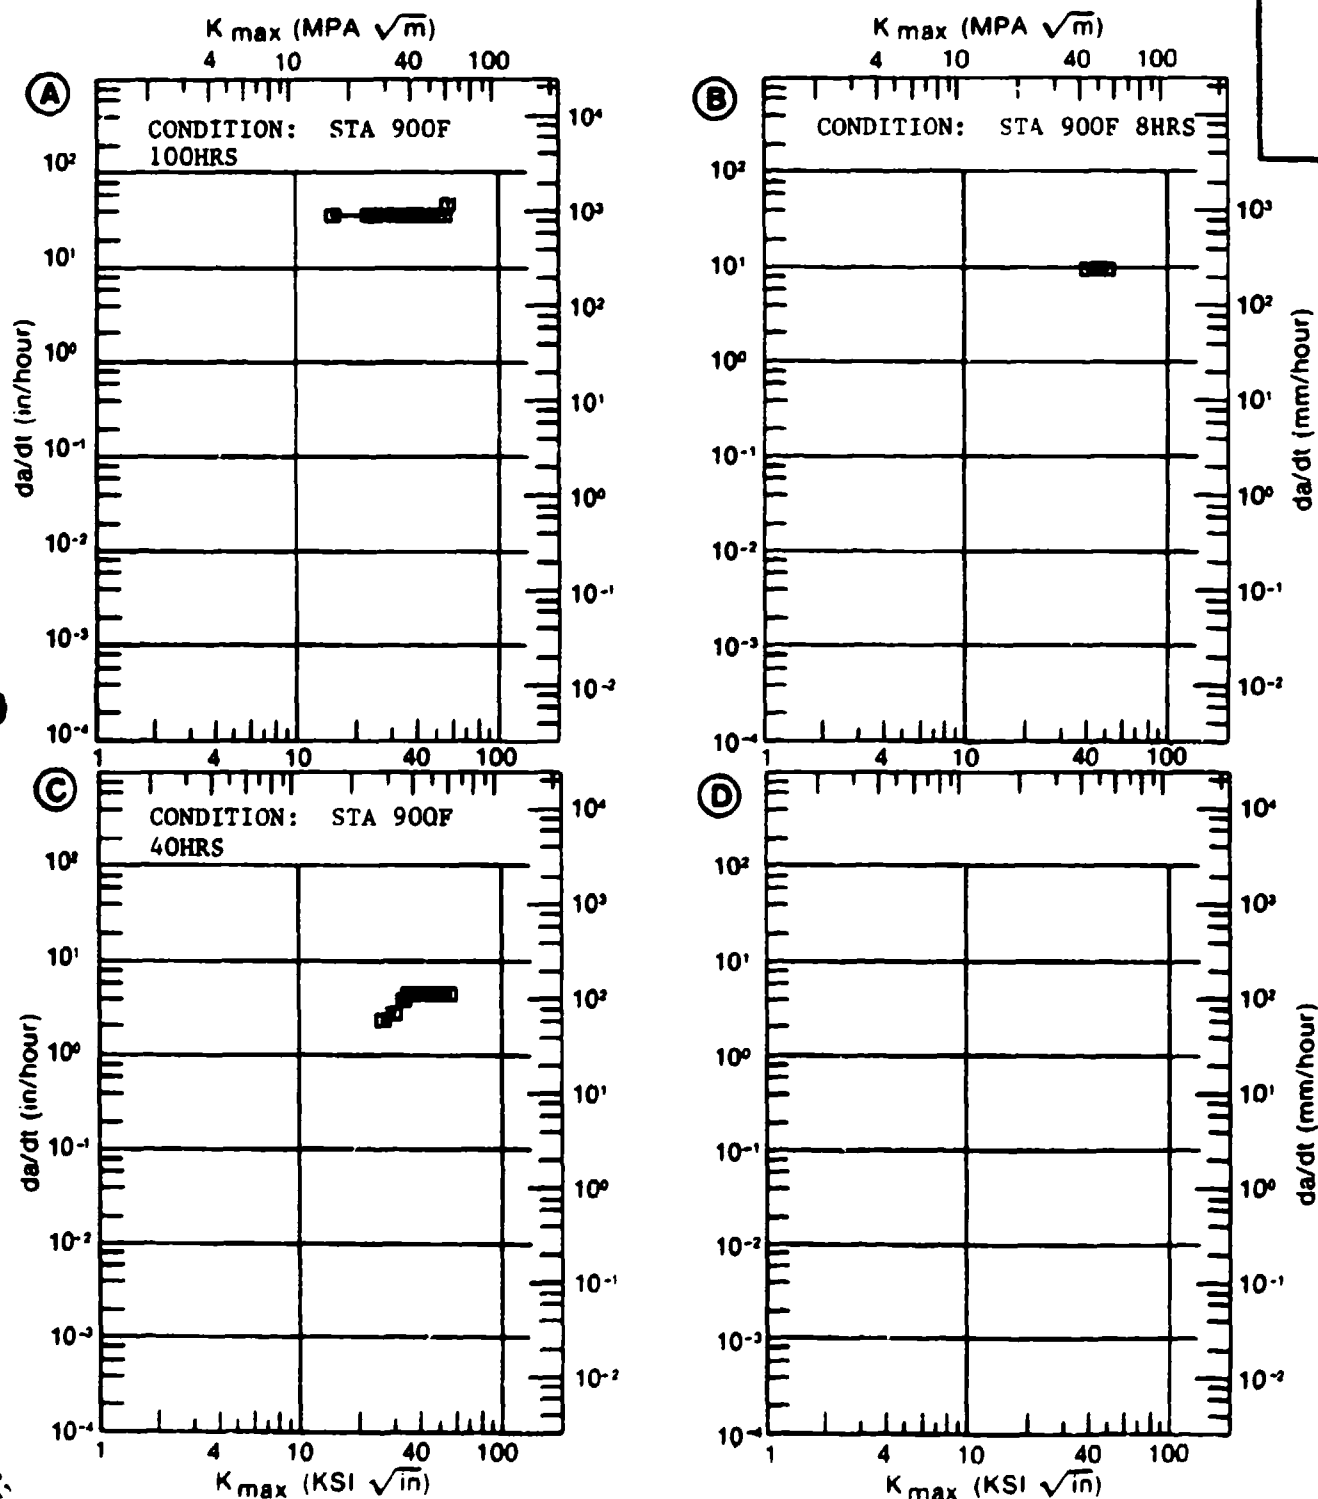 K max (MPA √m)
4 10 40 100
A
CONDITION: STA 900F
100HRS
10²
10¹
10⁰
10⁻¹
10⁻²
10⁻³
10⁻⁴
da/dt (in/hour)
10⁴
10³
10²
10¹
10⁰
10⁻¹
10⁻²
1 4 10 40 100
K max (MPA √m)
4 10 40 100
B
CONDITION: STA 900F 8HRS
10²
10¹
10⁰
10⁻¹
10⁻²
10⁻³
10⁻⁴
10³
10²
10¹
10⁰
10⁻¹
10⁻²
da/dt (mm/hour)
1 4 10 40 100
C
CONDITION: STA 900F
40HRS
10²
10¹
10⁰
10⁻¹
10⁻²
10⁻³
10⁻⁴
da/dt (in/hour)
10⁴
10³
10²
10¹
10⁰
10⁻¹
10⁻²
1 4 10 40 100
K max (KSI √in)
D
10²
10¹
10⁰
10⁻¹
10⁻²
10⁻³
10⁻⁴
10⁴
10³
10²
10¹
10⁰
10⁻¹
10⁻²
da/dt (mm/hour)
1 4 10 40 100
K max (KSI √in)